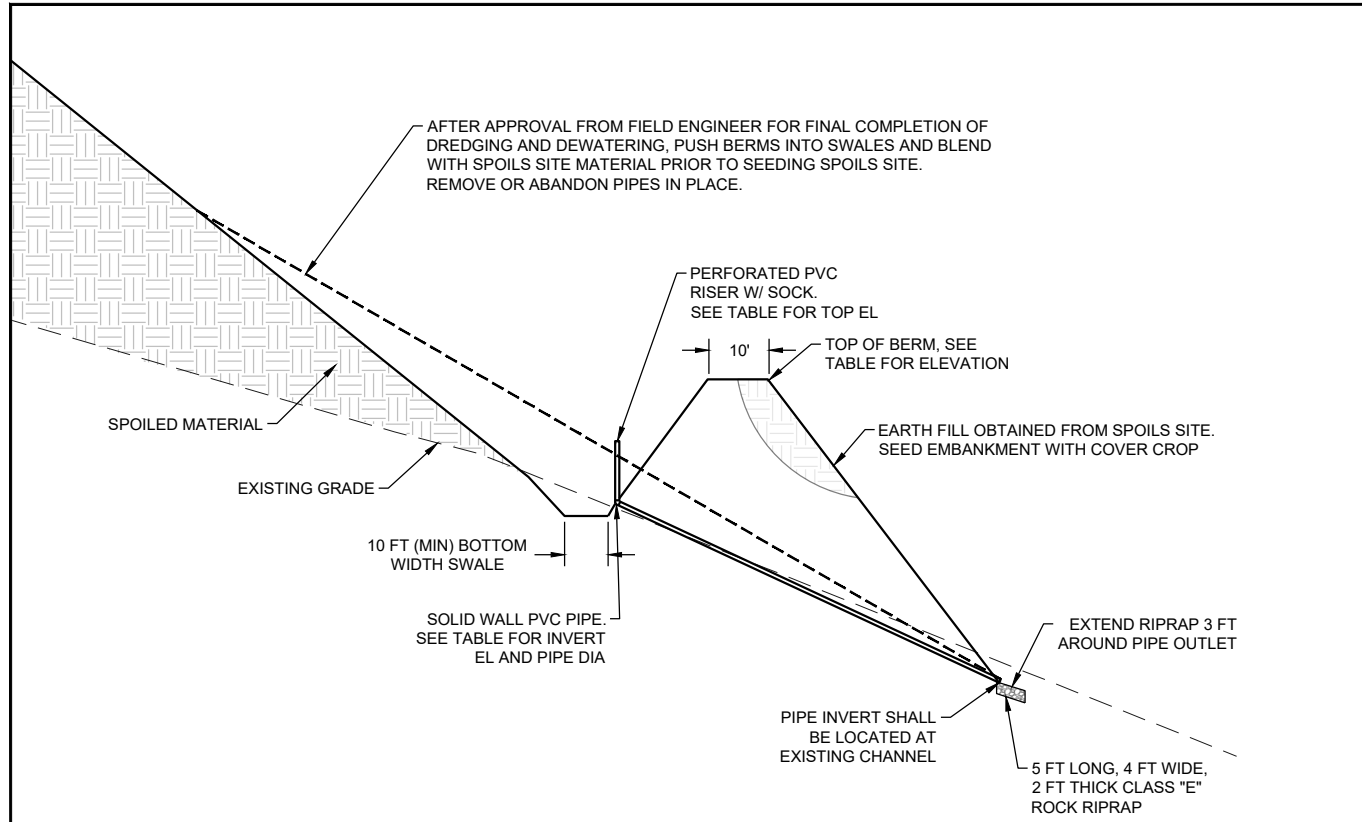 AFTER APPROVAL FROM FIELD ENGINEER FOR FINAL COMPLETION OF
DREDGING AND DEWATERING, PUSH BERMS INTO SWALES AND BLEND
WITH SPOILS SITE MATERIAL PRIOR TO SEEDING SPOILS SITE.
REMOVE OR ABANDON PIPES IN PLACE.
PERFORATED PVC
RISER W/ SOCK.
SEE TABLE FOR TOP EL
10'
TOP OF BERM, SEE
TABLE FOR ELEVATION
SPOILED MATERIAL
EARTH FILL OBTAINED FROM SPOILS SITE.
SEED EMBANKMENT WITH COVER CROP
EXISTING GRADE
10 FT (MIN) BOTTOM
WIDTH SWALE
SOLID WALL PVC PIPE.
SEE TABLE FOR INVERT
EL AND PIPE DIA
EXTEND RIPRAP 3 FT
AROUND PIPE OUTLET
PIPE INVERT SHALL
BE LOCATED AT
EXISTING CHANNEL
5 FT LONG, 4 FT WIDE,
2 FT THICK CLASS "E"
ROCK RIPRAP